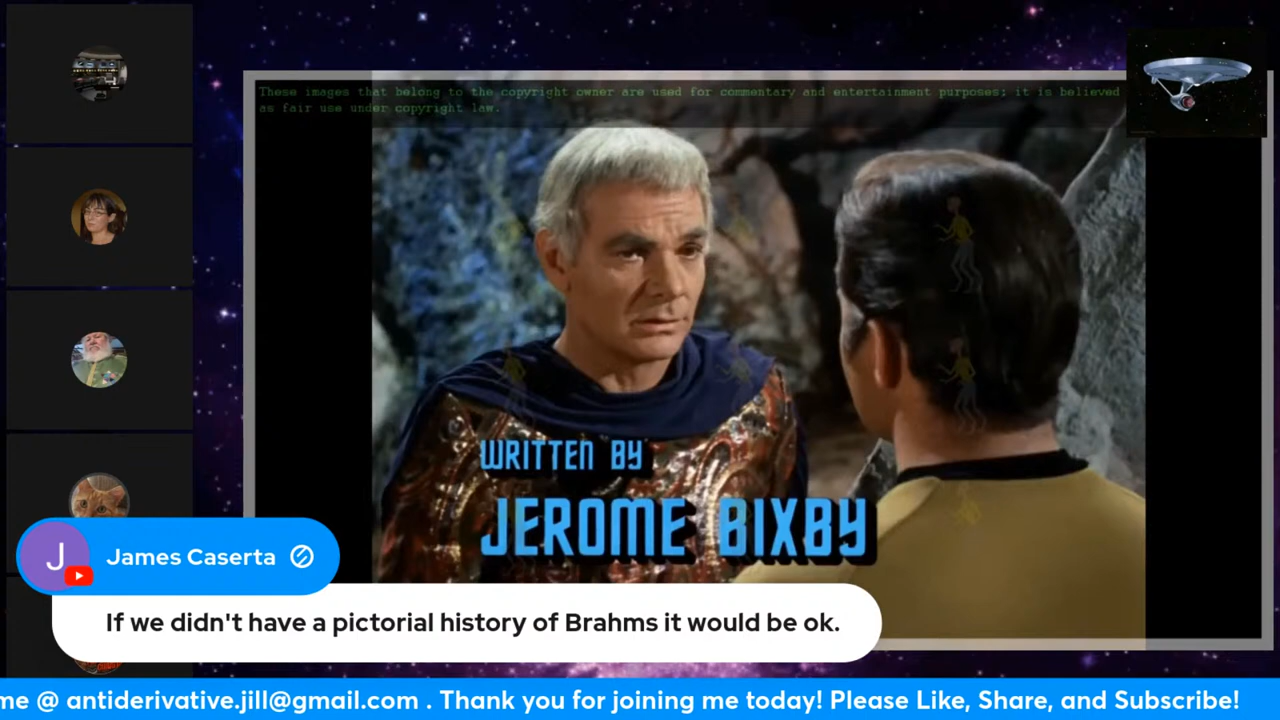 These images that belong to the copyright owner are used for commentary and entertainment purposes; it is believed
as fair use under copyright law.
WRITTEN BY
JEROME BIXBY
J
James Caserta
If we didn't have a pictorial history of Brahms it would be ok.
me @ antiderivative.jill@gmail.com . Thank you for joining me today! Please Like, Share, and Subscribe!